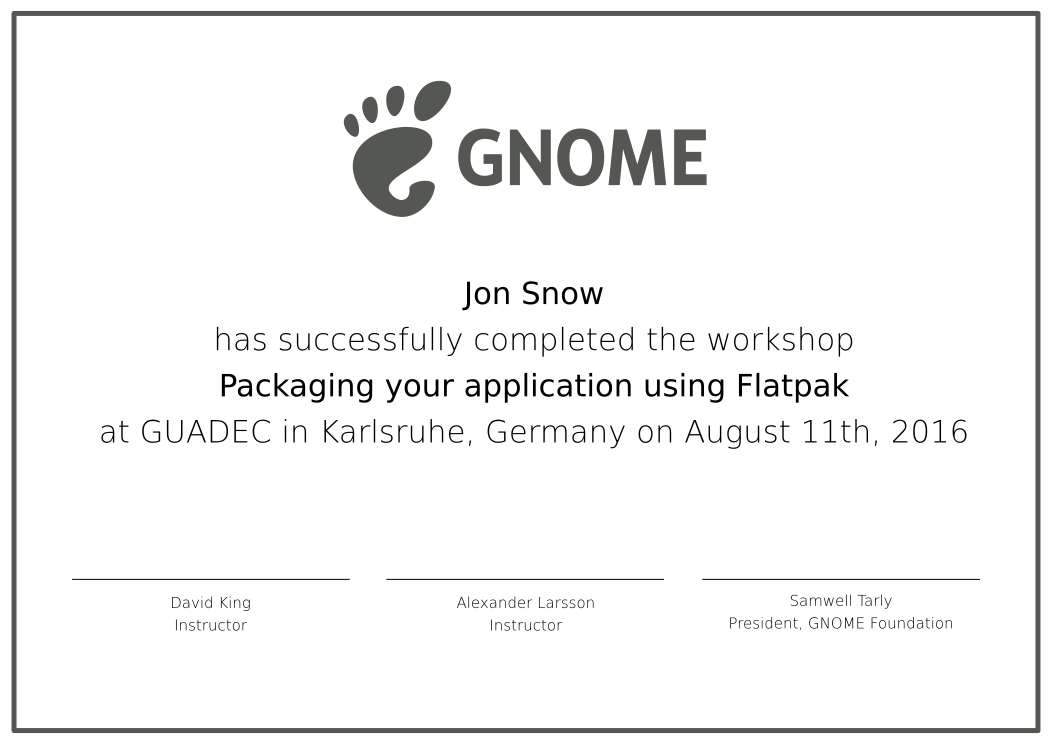 GNOME
Jon Snow
has successfully completed the workshop
Packaging your application using Flatpak
at GUADEC in Karlsruhe, Germany on August 11th, 2016
David King
Instructor
Alexander Larsson
Instructor
Samwell Tarly
President, GNOME Foundation